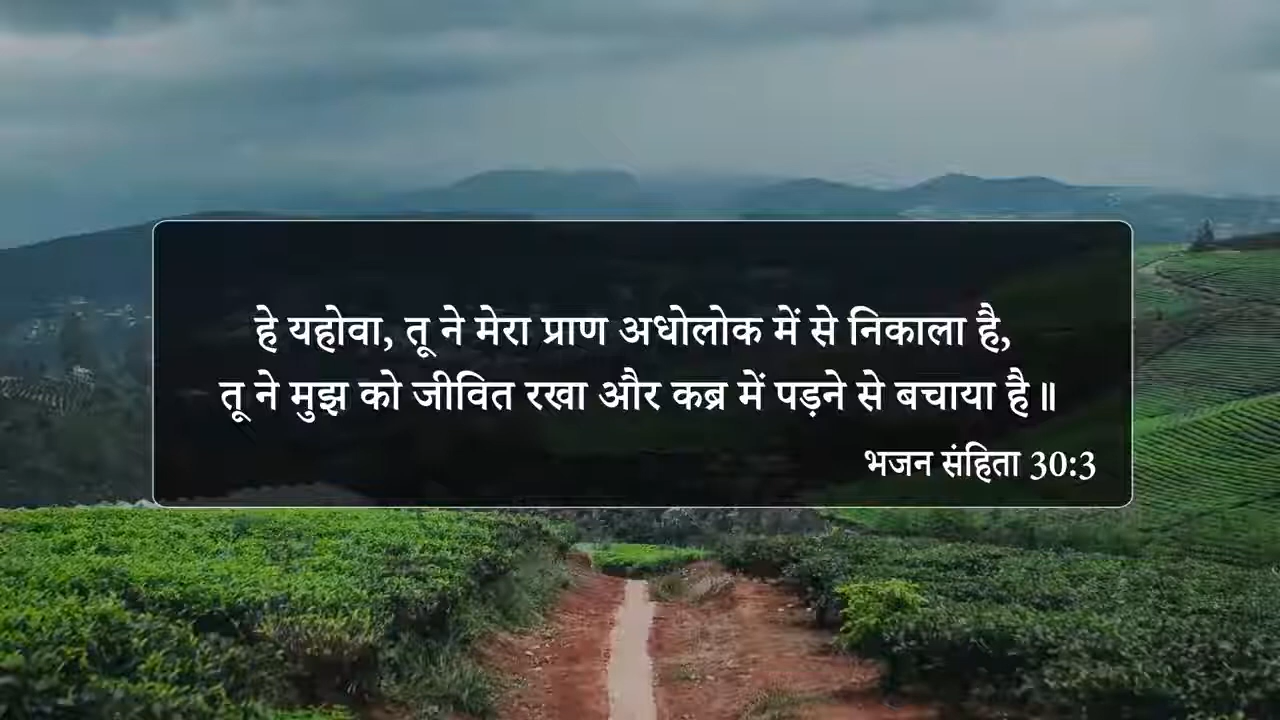 हे यहोवा, तू ने मेरा प्राण अधोलोक में से निकाला है,
तू ने मुझ को जीवित रखा और कब्र में पड़ने से बचाया है॥
भजन संहिता 30:3